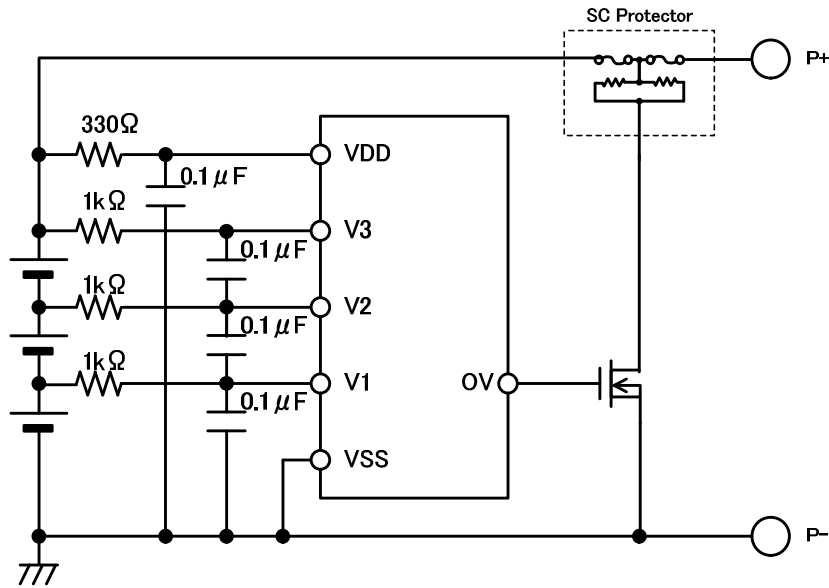 SC Protector
P+
330Ω
VDD
0.1μF
1kΩ
V3
0.1μF
1kΩ
V2
0.1μF
1kΩ
V1
OV
0.1μF
VSS
P−